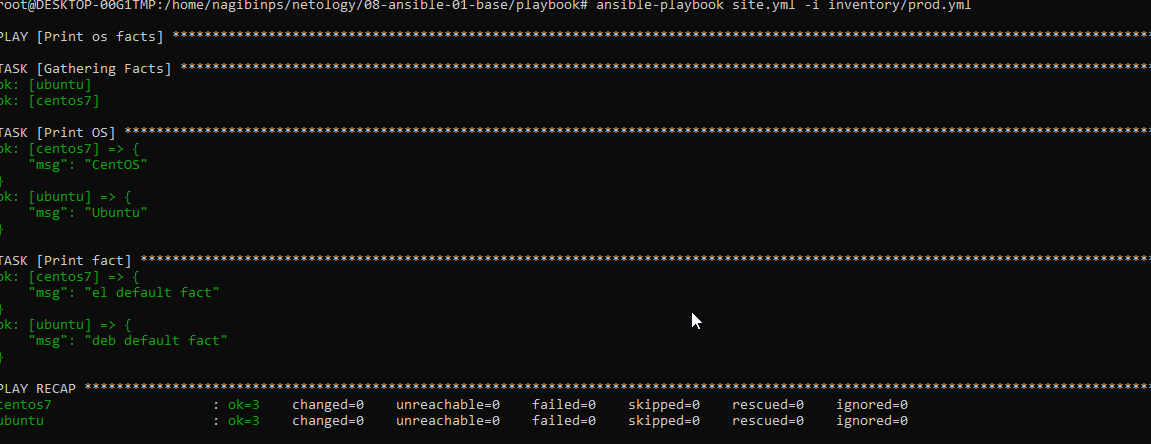 root@DESKTOP-00G1TMP:/home/nagibinps/netology/08-ansible-01-base/playbook# ansible-playbook site.yml -i inventory/prod.yml
PLAY [Print os facts] ***********************************************************************************************************************
TASK [Gathering Facts] **********************************************************************************************************************
ok: [ubuntu]
ok: [centos7]
TASK [Print OS] *****************************************************************************************************************************
ok: [centos7] => {
    "msg": "CentOS"
}
ok: [ubuntu] => {
    "msg": "Ubuntu"
}
TASK [Print fact] ***************************************************************************************************************************
ok: [centos7] => {
    "msg": "el default fact"
}
ok: [ubuntu] => {
    "msg": "deb default fact"
}
PLAY RECAP **********************************************************************************************************************************
centos7                    : ok=3    changed=0    unreachable=0    failed=0    skipped=0    rescued=0    ignored=0
ubuntu                     : ok=3    changed=0    unreachable=0    failed=0    skipped=0    rescued=0    ignored=0